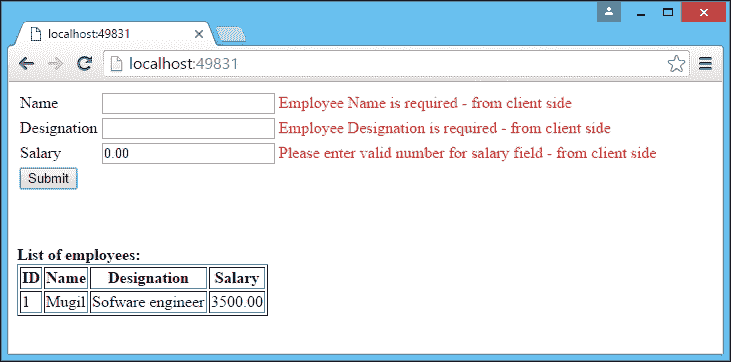 localhost:49831
localhost:49831
Name Employee Name is required - from client side
Designation Employee Designation is required - from client side
Salary 0.00 Please enter valid number for salary field - from client side
Submit
List of employees:
ID Name Designation Salary
1 Mugil Sofware engineer 3500.00